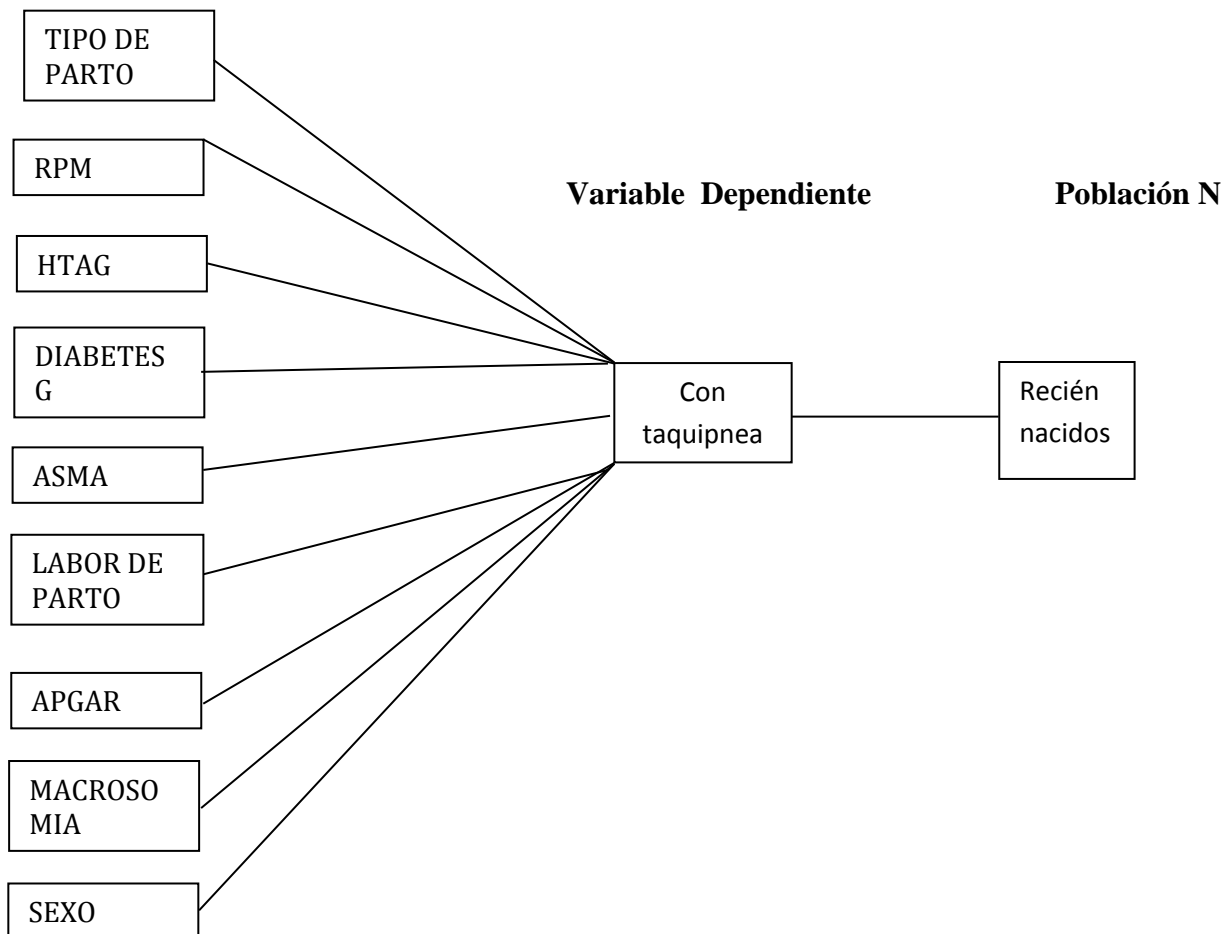 TIPO DE
PARTO
RPM
HTAG
DIABETES
G
ASMA
LABOR DE
PARTO
APGAR
MACROSO
MIA
SEXO
Variable Dependiente
Con
taquipnea
Población N
Recién
nacidos